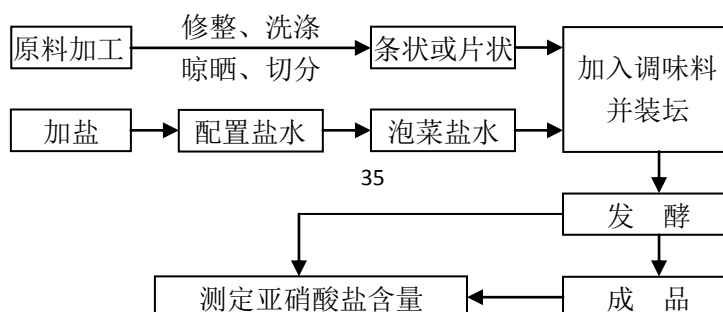 原料加工
修整、洗涤
晾晒、切分
条状或片状
加入调味料
并装坛
加盐
配置盐水
泡菜盐水
35
发 酵
测定亚硝酸盐含量
成 品